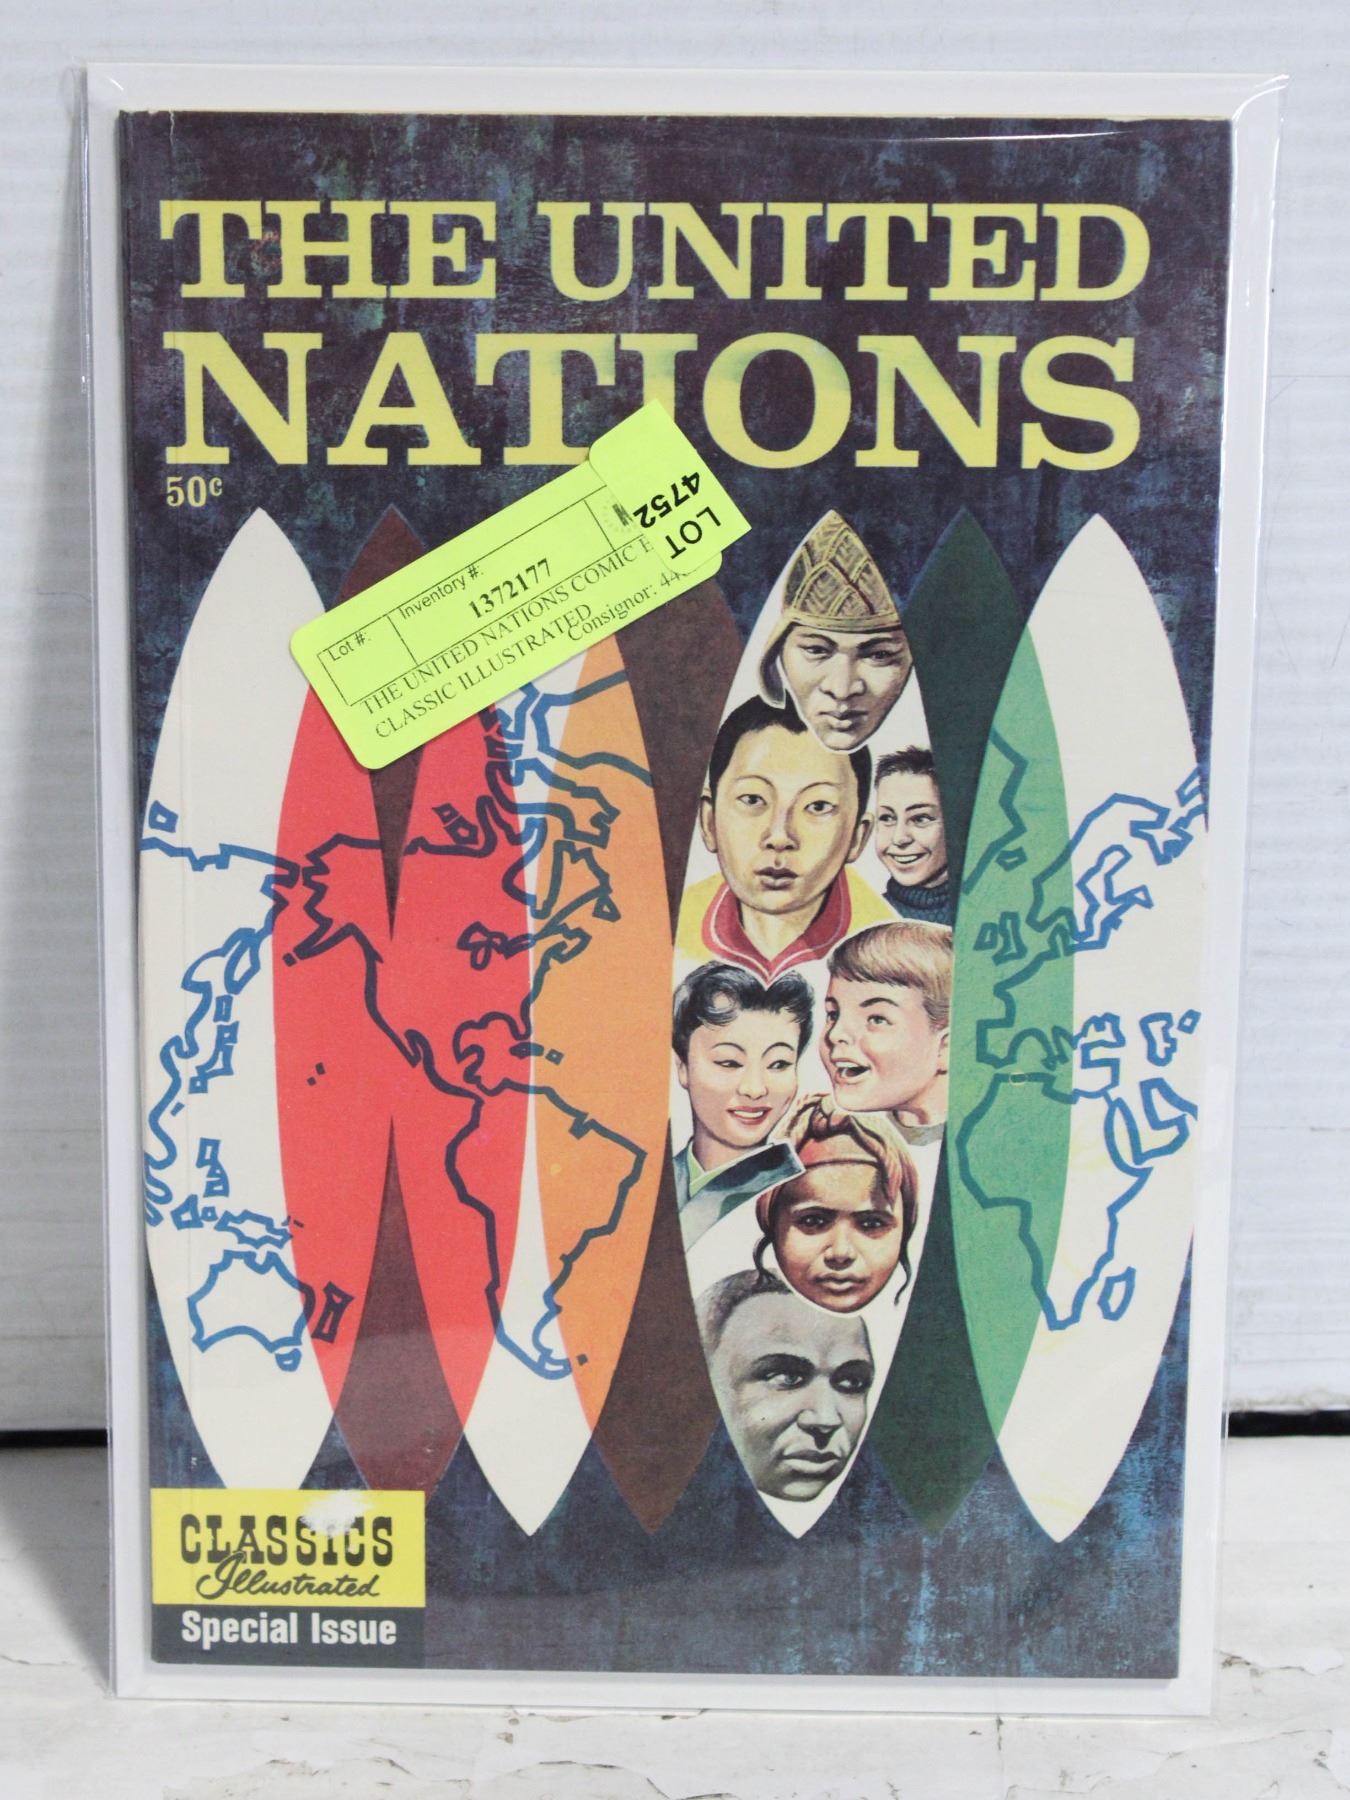 THE UNITED
NATIONS
50¢
LOT
4752
Lot #:
Inventory #:
1372177
THE UNITED NATIONS COMIC
CLASSIC ILLUSTRATED
Consignor:
CLASSICS
Illustrated
Special Issue